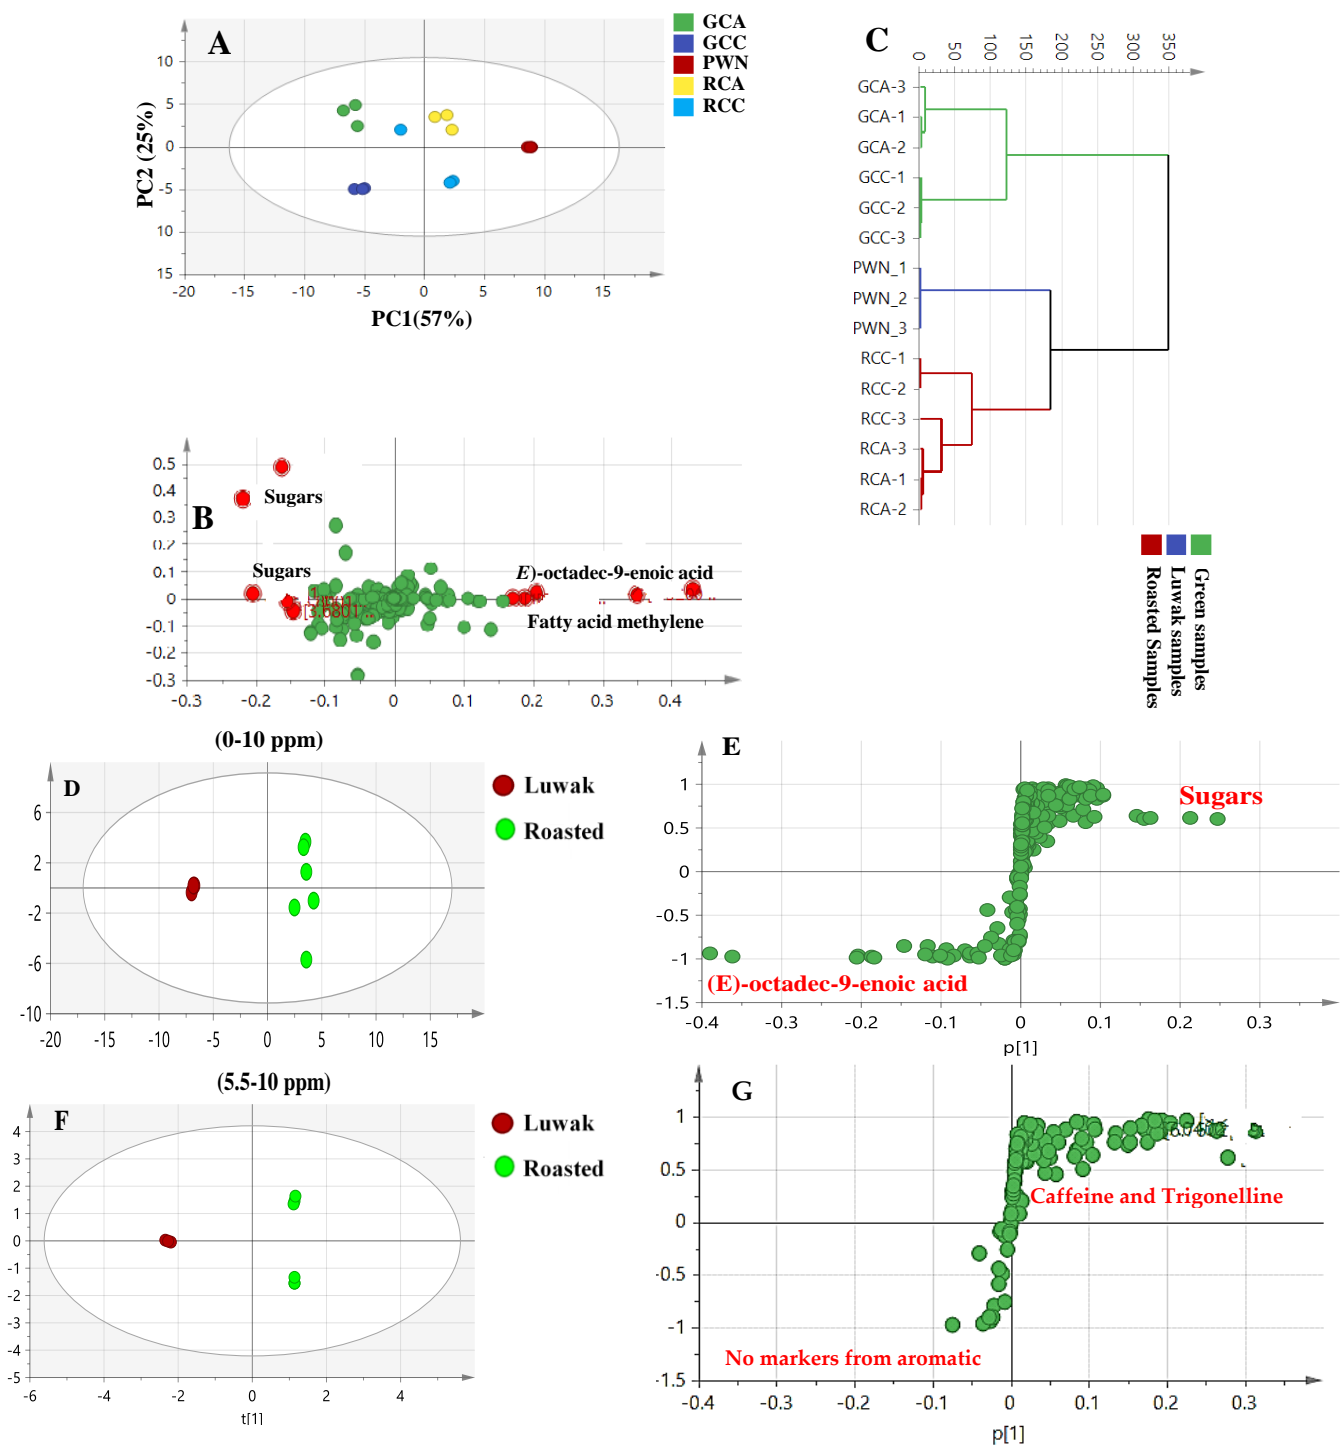 A
GCA
GCC
PWN
RCA
RCC
10
5
0
-5
10
15
PC2 (25%)
-20
-15
-10
-5
0
5
10
15
PC1(57%)
C
0
50
100
150
200
250
300
350
GCA-3
GCA-1
GCA-2
GCC-1
GCC-2
GCC-3
PWN_1
PWN_2
PWN_3
RCC-1
RCC-2
RCC-3
RCA-3
RCA-1
RCA-2
Roasted Samples
Luwak samples
Green samples
B
0.5
0.4
0.3
0.2
0.1
0
-0.1
-0.2
-0.3
Sugars
Sugars
E)-octadec-9-enoic acid
Fatty acid methylene
-0.3
-0.2
-0.1
0
0.1
0.2
0.3
0.4
(0-10 ppm)
D
6
2
-2
-6
-10
-20
-15
-10
-5
0
5
10
15
Luwak
Roasted
E
1
0.5
0
-0.5
-1
-1.5
Sugars
(E)-octadec-9-enoic acid
-0.4
-0.3
-0.2
-0.1
0
0.1
0.2
0.3
p[1]
(5.5-10 ppm)
F
4
3
2
1
0
-1
-2
-3
-4
-5
-6
-4
-2
0
2
4
t[1]
Luwak
Roasted
G
1
0.5
0
-0.5
-1
-1.5
Caffeine and Trigonelline
No markers from aromatic
-0.4
-0.3
-0.2
-0.1
0
0.1
0.2
0.3
p[1]